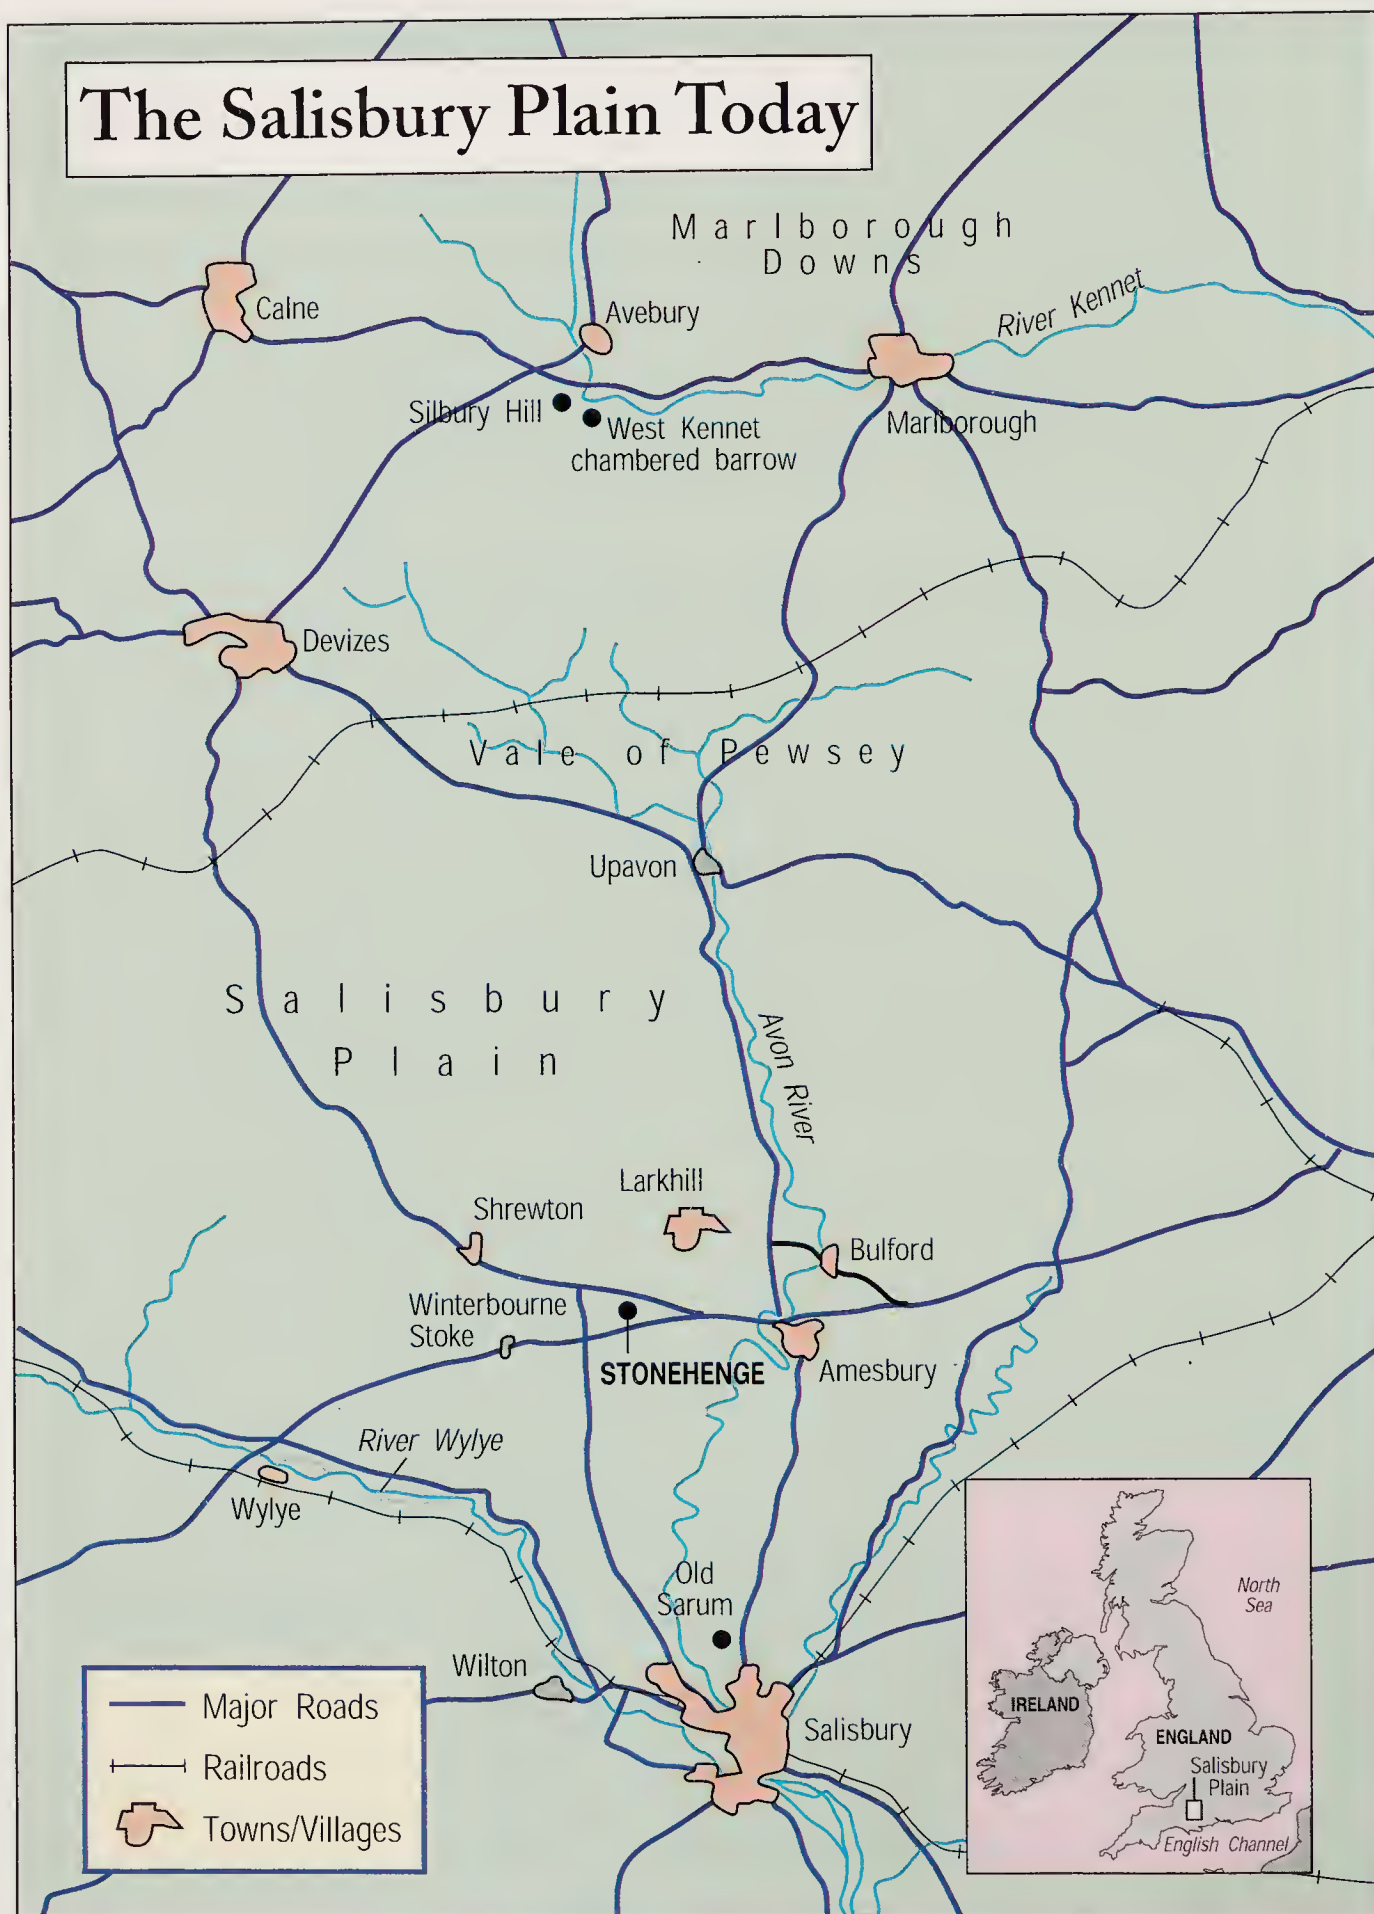 The Salisbury Plain Today
Marlborough
Downs
Calne
Avebury
River Kennet
Silbury Hill
West Kennet
chambered barrow
Marlborough
Devizes
Vale of Pewsey
Upavon
Salisbury
Plain
Avon River
Larkhill
Shrewton
Bulford
Winterbourne
Stoke
STONEHENGE
Amesbury
River Wylye
Wylye
Old
Sarum
Wilton
Salisbury
Major Roads
Railroads
Towns/Villages
North
Sea
IRELAND
ENGLAND
Salisbury
Plain
English Channel